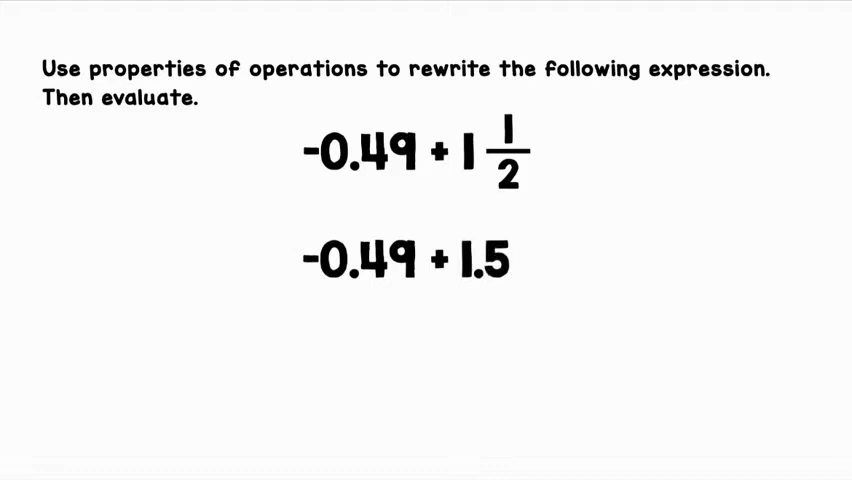 Use properties of operations to rewrite the following expression.
Then evaluate.
-0.49 + 1 1/2
-0.49 + 1.5